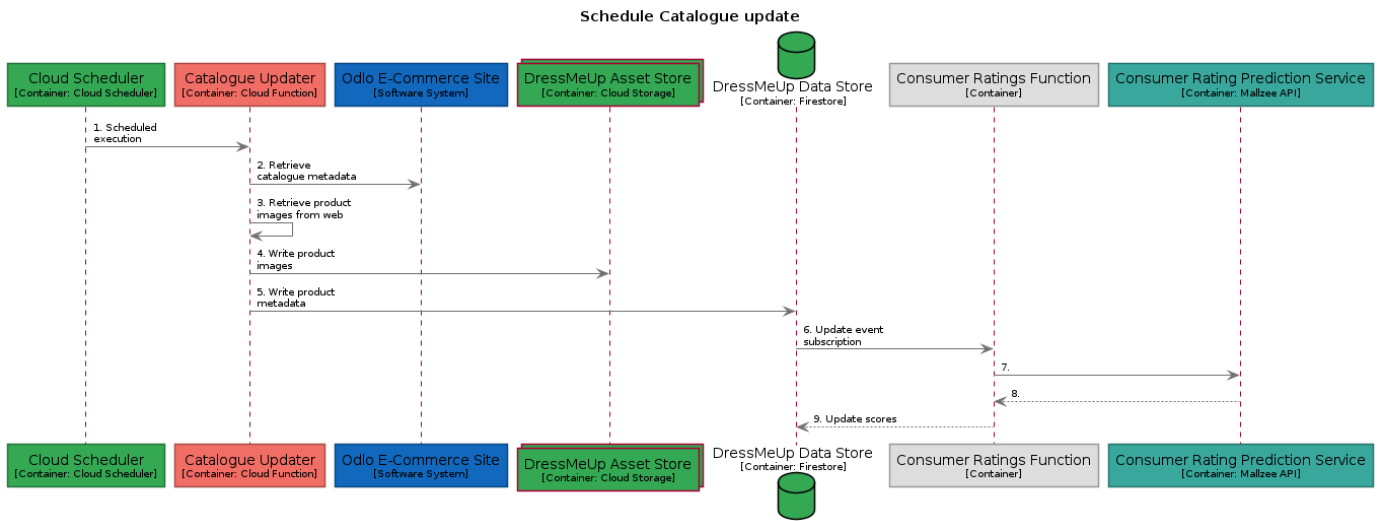 Schedule Catalogue update
Cloud Scheduler
[Container: Cloud Scheduler]
Catalogue Updater
[Container: Cloud Function]
Odlo E-Commerce Site
[Software System]
DressMeUp Asset Store
[Container: Cloud Storage]
DressMeUp Data Store
[Container: Firestore]
Consumer Ratings Function
[Container]
Consumer Rating Prediction Service
[Container: Mallzee API]
1. Scheduled
execution
2. Retrieve
catalogue metadata
3. Retrieve product
images from web
4. Write product
images
5. Write product
metadata
6. Update event
subscription
7.
8.
9. Update scores
Cloud Scheduler
[Container: Cloud Scheduler]
Catalogue Updater
[Container: Cloud Function]
Odlo E-Commerce Site
[Software System]
DressMeUp Asset Store
[Container: Cloud Storage]
DressMeUp Data Store
[Container: Firestore]
Consumer Ratings Function
[Container]
Consumer Rating Prediction Service
[Container: Mallzee API]